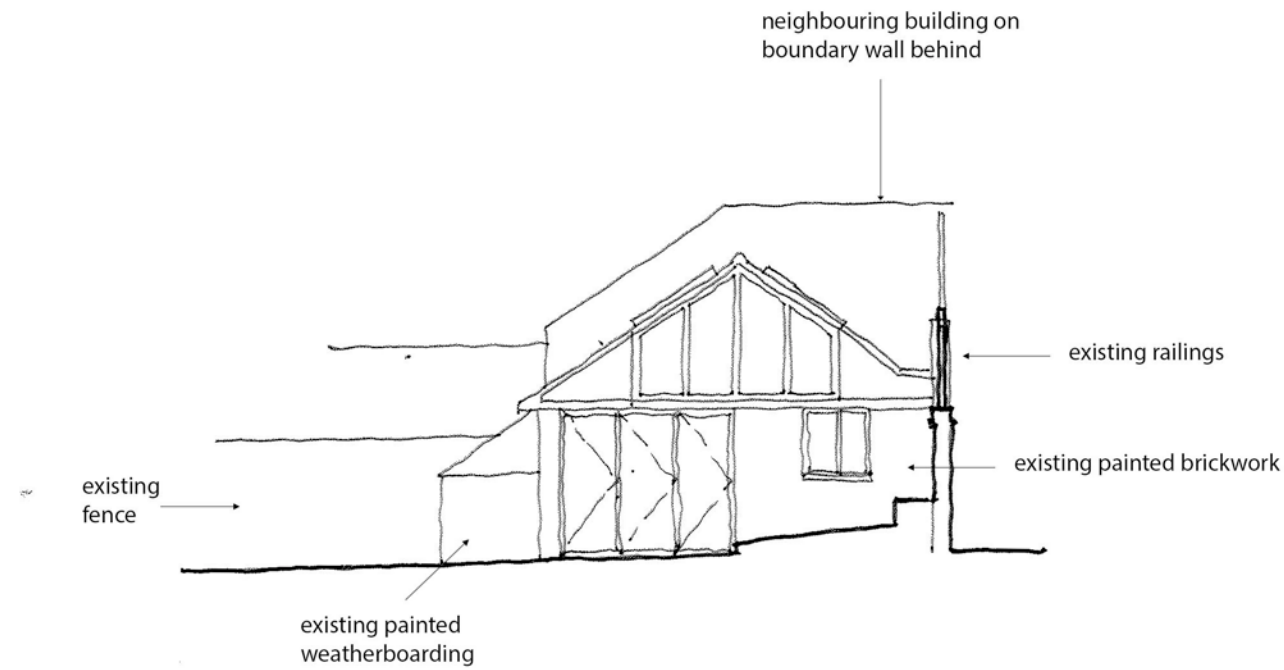 neighbouring building on
boundary wall behind
existing railings
existing painted brickwork
existing
fence
existing painted
weatherboarding